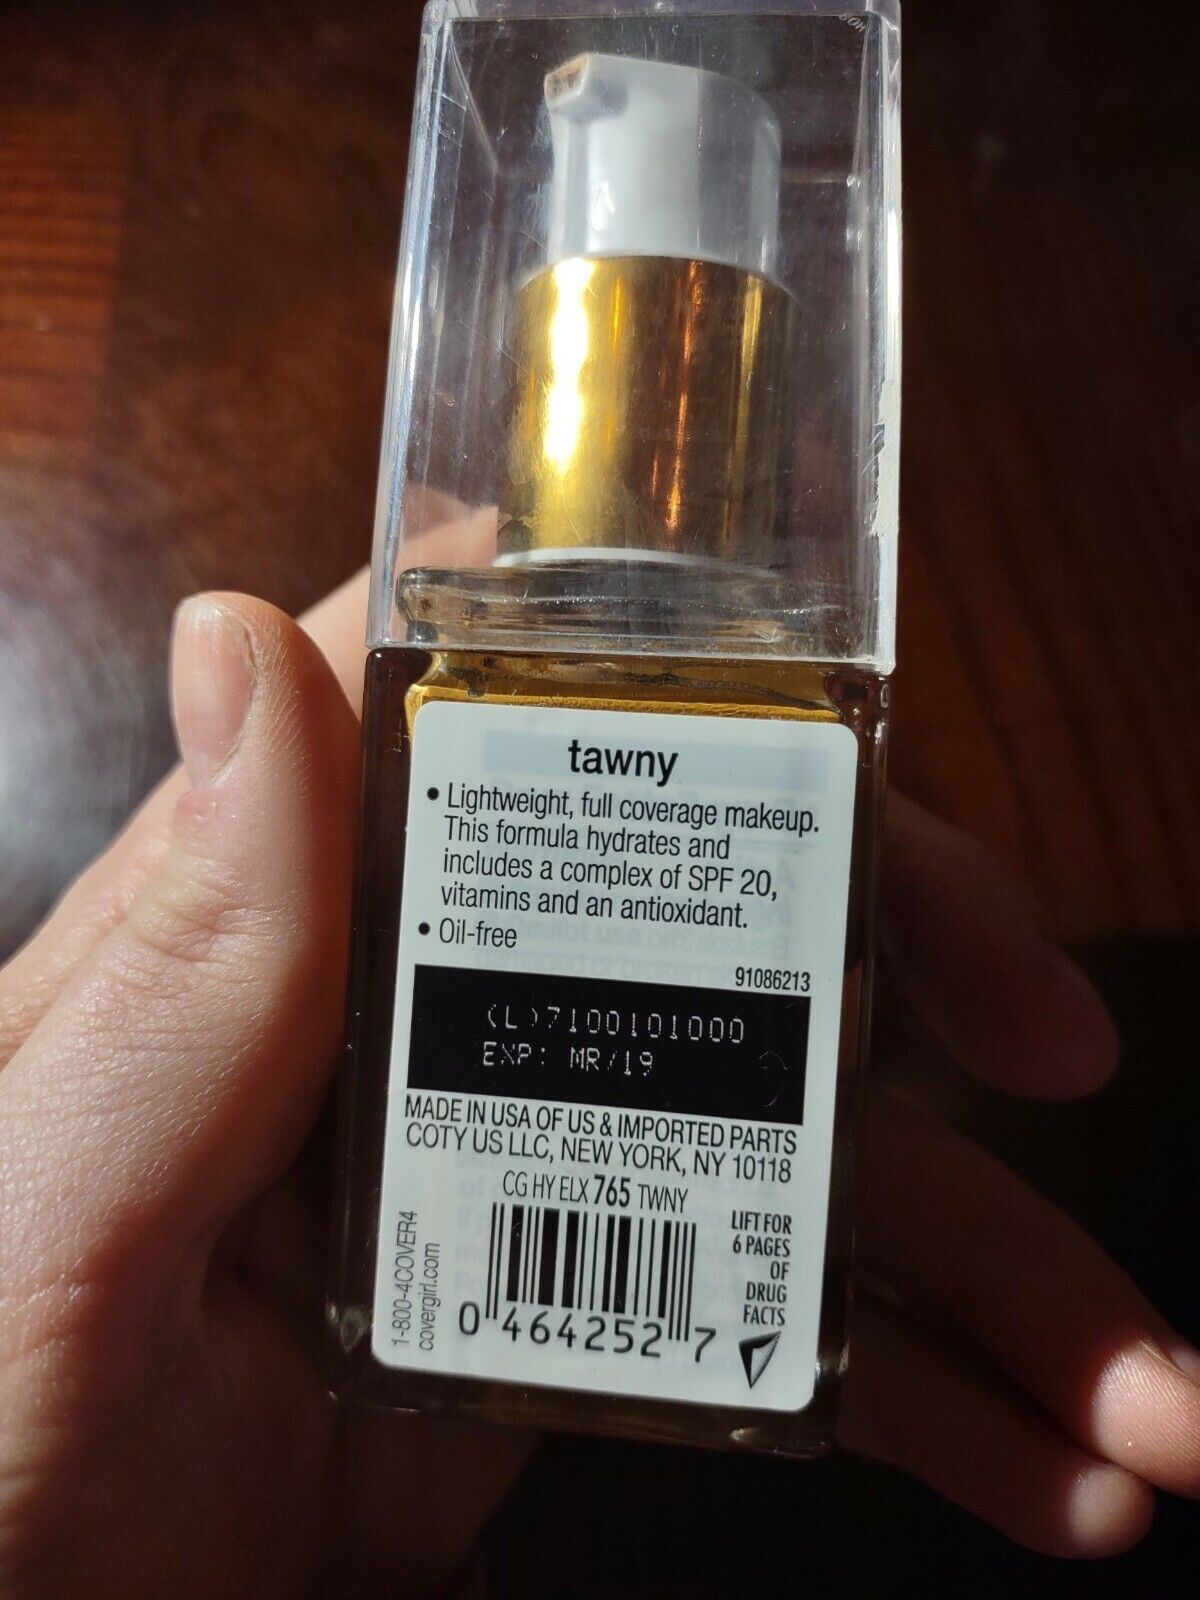 tawny
• Lightweight, full coverage makeup.
This formula hydrates and
includes a complex of SPF 20,
vitamins and an antioxidant.
• Oil-free
91086213
(L)7100101000
EXP: MR/19
MADE IN USA OF US & IMPORTED PARTS
COTY US LLC, NEW YORK, NY 10118
CG HY ELX 765 TWNY
1-800-4COVER4
covergirl.com
0 464252 7
LIFT FOR
6 PAGES
OF
DRUG
FACTS